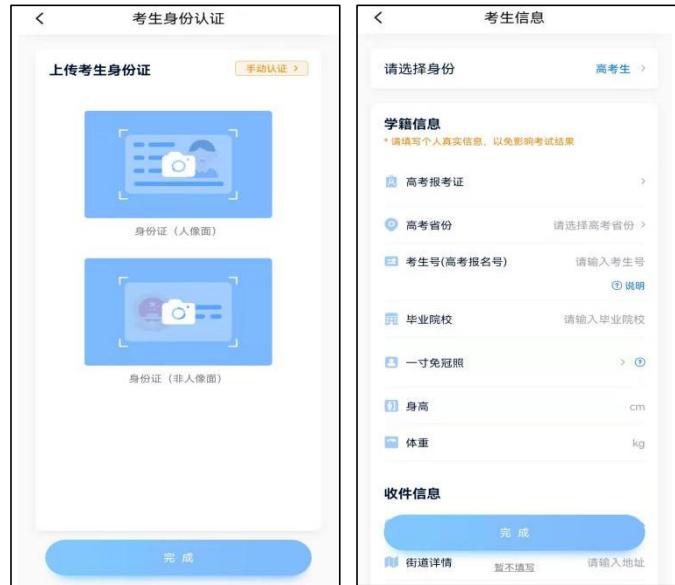 考生身份认证
上传考生身份证
手动认证 >
身份证（人像面）
身份证（非人像面）
完 成
考生信息
请选择身份 高考生 >
学籍信息
* 请填写个人真实信息，以免影响考试结果
高考报考证 >
高考省份 请选择高考省份 >
考生号(高考报名号) 请输入考生号
? 说明
毕业院校 请输入毕业院校
一寸免冠照 > ?
身高 cm
体重 kg
收件信息
完 成
街道详情 暂不填写 请输入地址